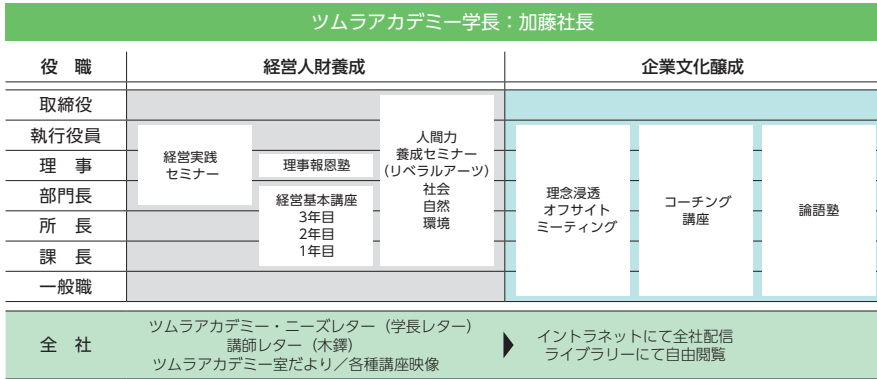 ツムラアカデミー学長：加藤社長
役　職
経営人財養成
企業文化醸成
取締役
執行役員
理　事
部門長
所　長
課　長
一般職
経営実践
セミナー
理事報恩塾
経営基本講座
3年目
2年目
1年目
人間力
養成セミナー
（リベラルアーツ）
社会
自然
環境
理念浸透
オフサイト
ミーティング
コーチング
講座
論語塾
全　社
ツムラアカデミー・ニーズレター（学長レター）
講師レター（木鐸）
ツムラアカデミー室だより／各種講座映像
イントラネットにて全社配信
ライブラリーにて自由閲覧